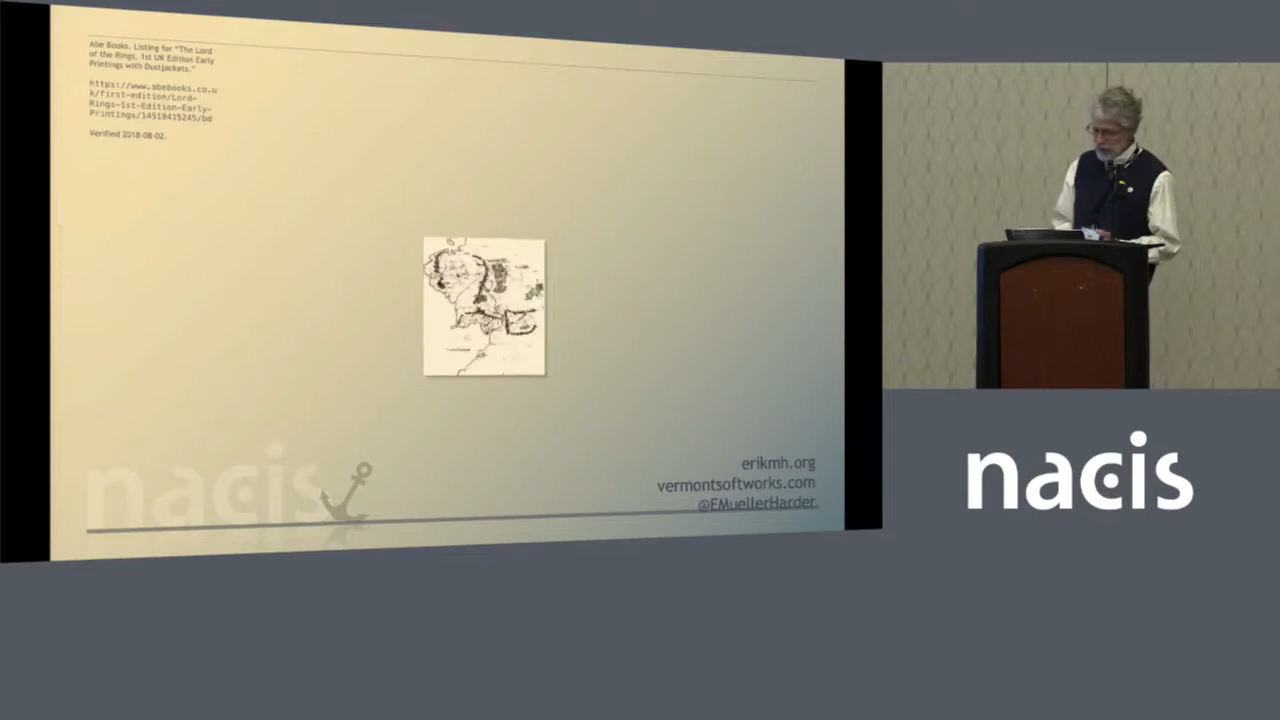 Abe Books, Listing for "The Lord
of the Rings, 1st UK Edition Early
Printings with Dustjackets."
https://www.abebooks.co.u
k/first-edition/Lord-
Rings-1st-Edition-Early-
Printings/14519415245/bd
Verified 2018-08-02.
nacis
erikmh.org
vermontsoftworks.com
@EMuellerHarder
nacis